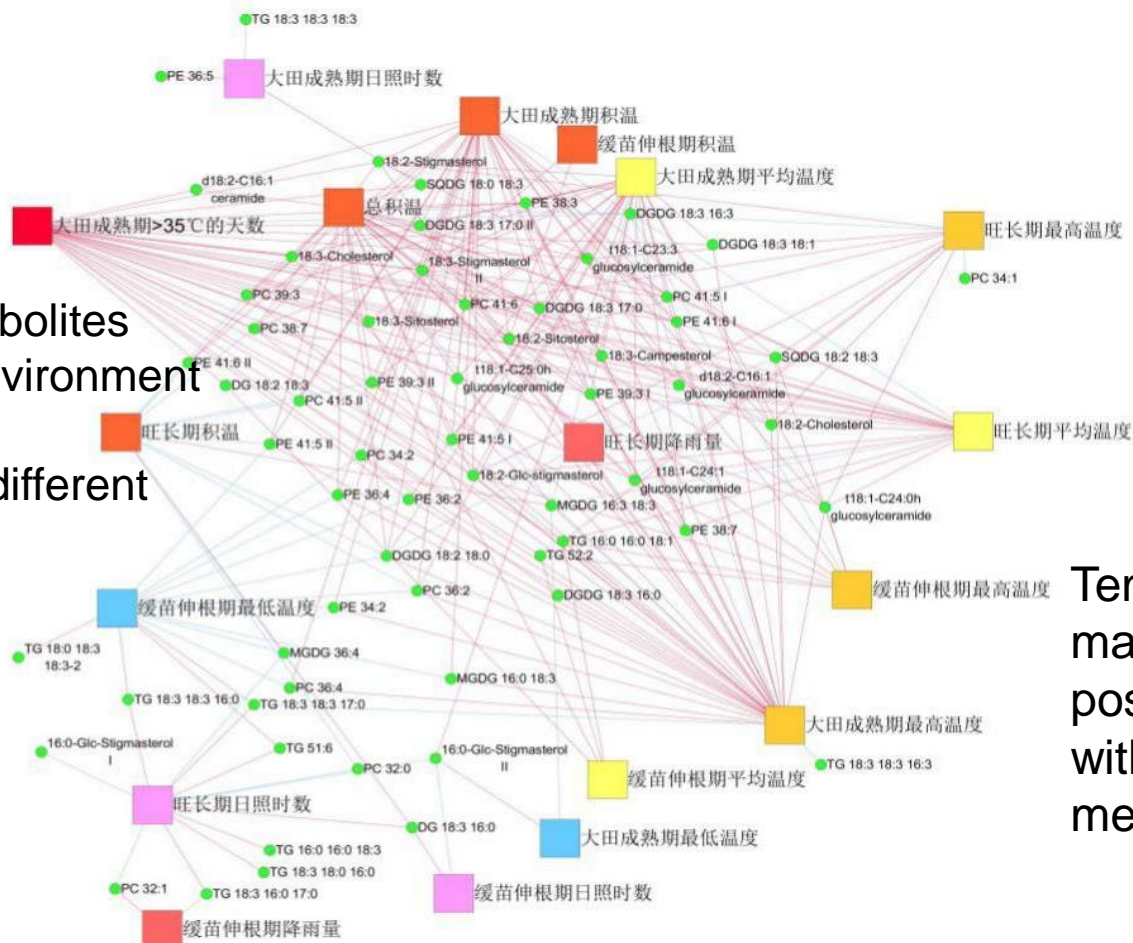 TG 18:3 18:3 18:3
PE 36:5
大田成熟期日照时数
大田成熟期积温
缓苗伸根期积温
18:2-Stigmasterol
大田成熟期平均温度
d18:2-C16:1
ceramide
SQDG 18:0 18:3
PE 38:3
总积温
DGDG 18:3 16:3
大田成熟期>35℃的天数
DGDG 18:3 17:0 II
旺长期最高温度
DGDG 18:3 18:1
18:3-Cholesterol
18:3-Stigmasterol
II
t18:1-C23:3
glucosylceramide
PC 34:1
PC 39:3
PC 41:6
DGDG 18:3 17:0
PC 41:5 I
bolites
PC 38:7
18:3-Sitosterol
PE 41:6 I
18:2-Sitosterol
18:3-Campesterol
SQDG 18:2 18:3
PE 41:6 II
vironment
DG 18:2 18:3
PE 39:3 II
t18:1-C25:0h
glucosylceramide
d18:2-C16:1
glucosylceramide
PC 41:5 II
PE 39:3 I
旺长期积温
18:2-Cholesterol
旺长期平均温度
PE 41:5 II
PE 41:5 I
旺长期降雨量
PC 34:2
different
18:2-Glc-stigmasterol
t18:1-C24:1
glucosylceramide
PE 36:4
PE 36:2
MGDG 16:3 18:3
t18:1-C24:0h
glucosylceramide
PE 38:7
TG 16:0 16:0 18:1
DGDG 18:2 18:0
TG 52:2
缓苗伸根期最高温度
PC 36:2
DGDG 18:3 16:0
缓苗伸根期最低温度
PE 34:2
Ter
ma
pos
with
me
TG 18:0 18:3
18:3-2
MGDG 36:4
MGDG 16:0 18:3
PC 36:4
TG 18:3 18:3 16:0
TG 18:3 18:3 17:0
大田成熟期最高温度
16:0-Glc-Stigmasterol
I
TG 51:6
16:0-Glc-Stigmasterol
II
TG 18:3 18:3 16:3
PC 32:0
缓苗伸根期平均温度
旺长期日照时数
DG 18:3 16:0
大田成熟期最低温度
TG 16:0 16:0 18:3
TG 18:3 18:0 16:0
PC 32:1
TG 18:3 16:0 17:0
缓苗伸根期日照时数
缓苗伸根期降雨量